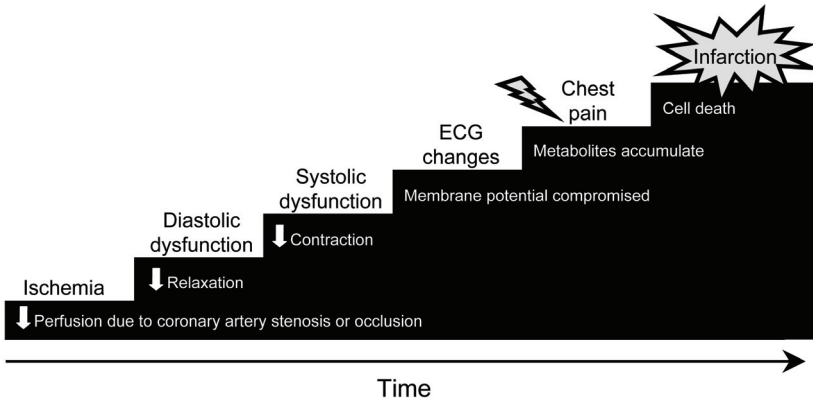 Infarction
Chest
pain
Cell death
ECG
changes
Metabolites accumulate
Systolic
dysfunction
Membrane potential compromised
Diastolic
dysfunction
Contraction
Ischemia
Relaxation
Perfusion due to coronary artery stenosis or occlusion
Time